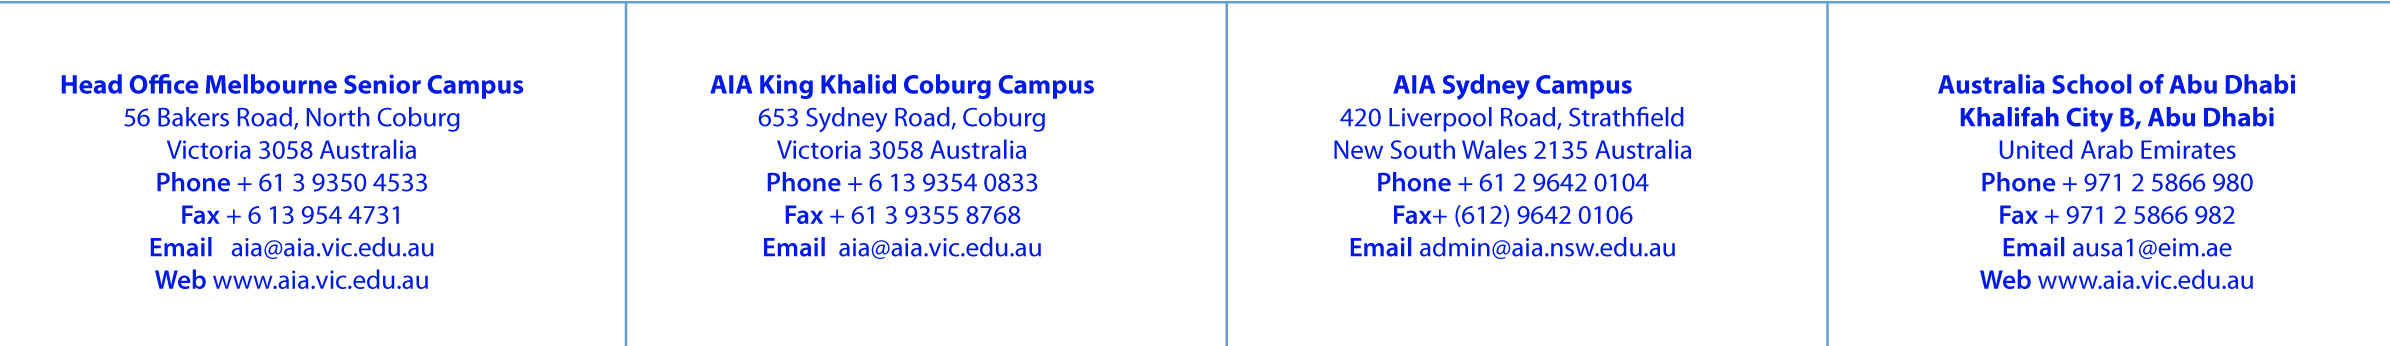 Head Office Melbourne Senior Campus
56 Bakers Road, North Coburg
Victoria 3058 Australia
Phone + 61 3 9350 4533
Fax + 6 13 954 4731
Email aia@aia.vic.edu.au
Web www.aia.vic.edu.au
AIA King Khalid Coburg Campus
653 Sydney Road, Coburg
Victoria 3058 Australia
Phone + 6 13 9354 0833
Fax + 61 3 9355 8768
Email aia@aia.vic.edu.au
AIA Sydney Campus
420 Liverpool Road, Strathfield
New South Wales 2135 Australia
Phone + 61 2 9642 0104
Fax+ (612) 9642 0106
Email admin@aia.nsw.edu.au
Australia School of Abu Dhabi
Khalifah City B, Abu Dhabi
United Arab Emirates
Phone + 971 2 5866 980
Fax + 971 2 5866 982
Email ausa1@eim.ae
Web www.aia.vic.edu.au